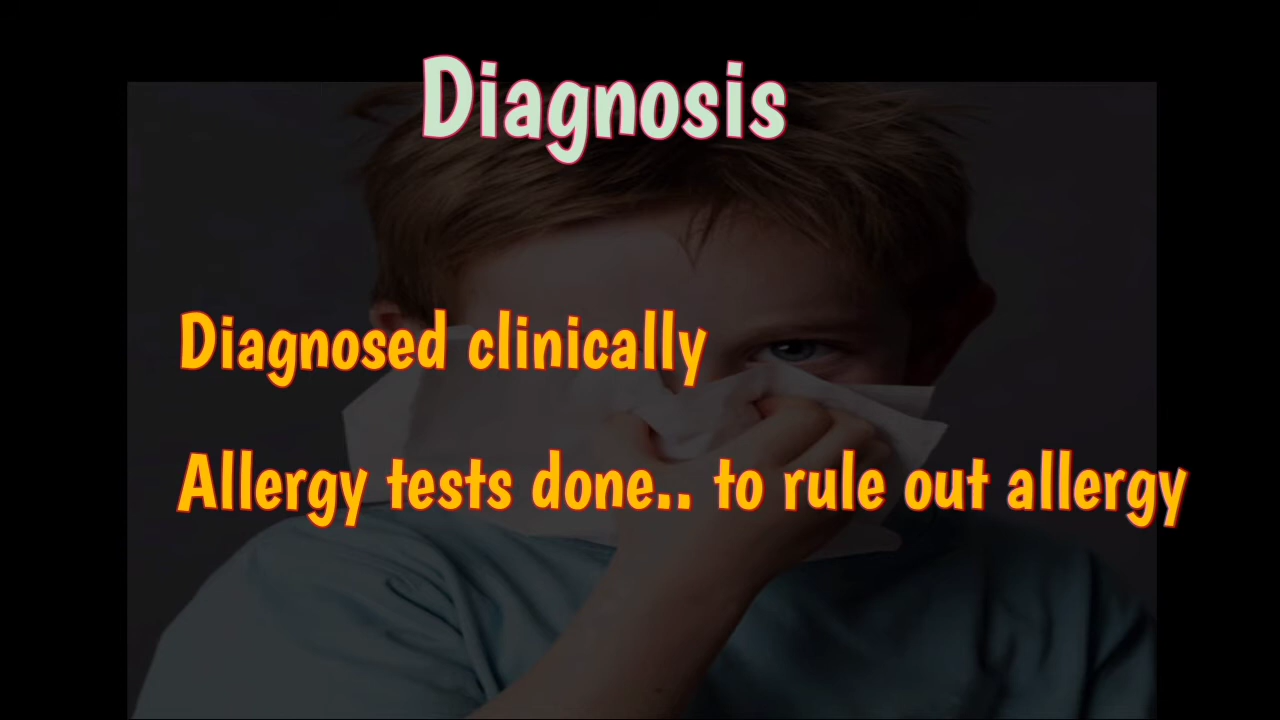 Diagnosis
Diagnosed clinically
Allergy tests done.. to rule out allergy